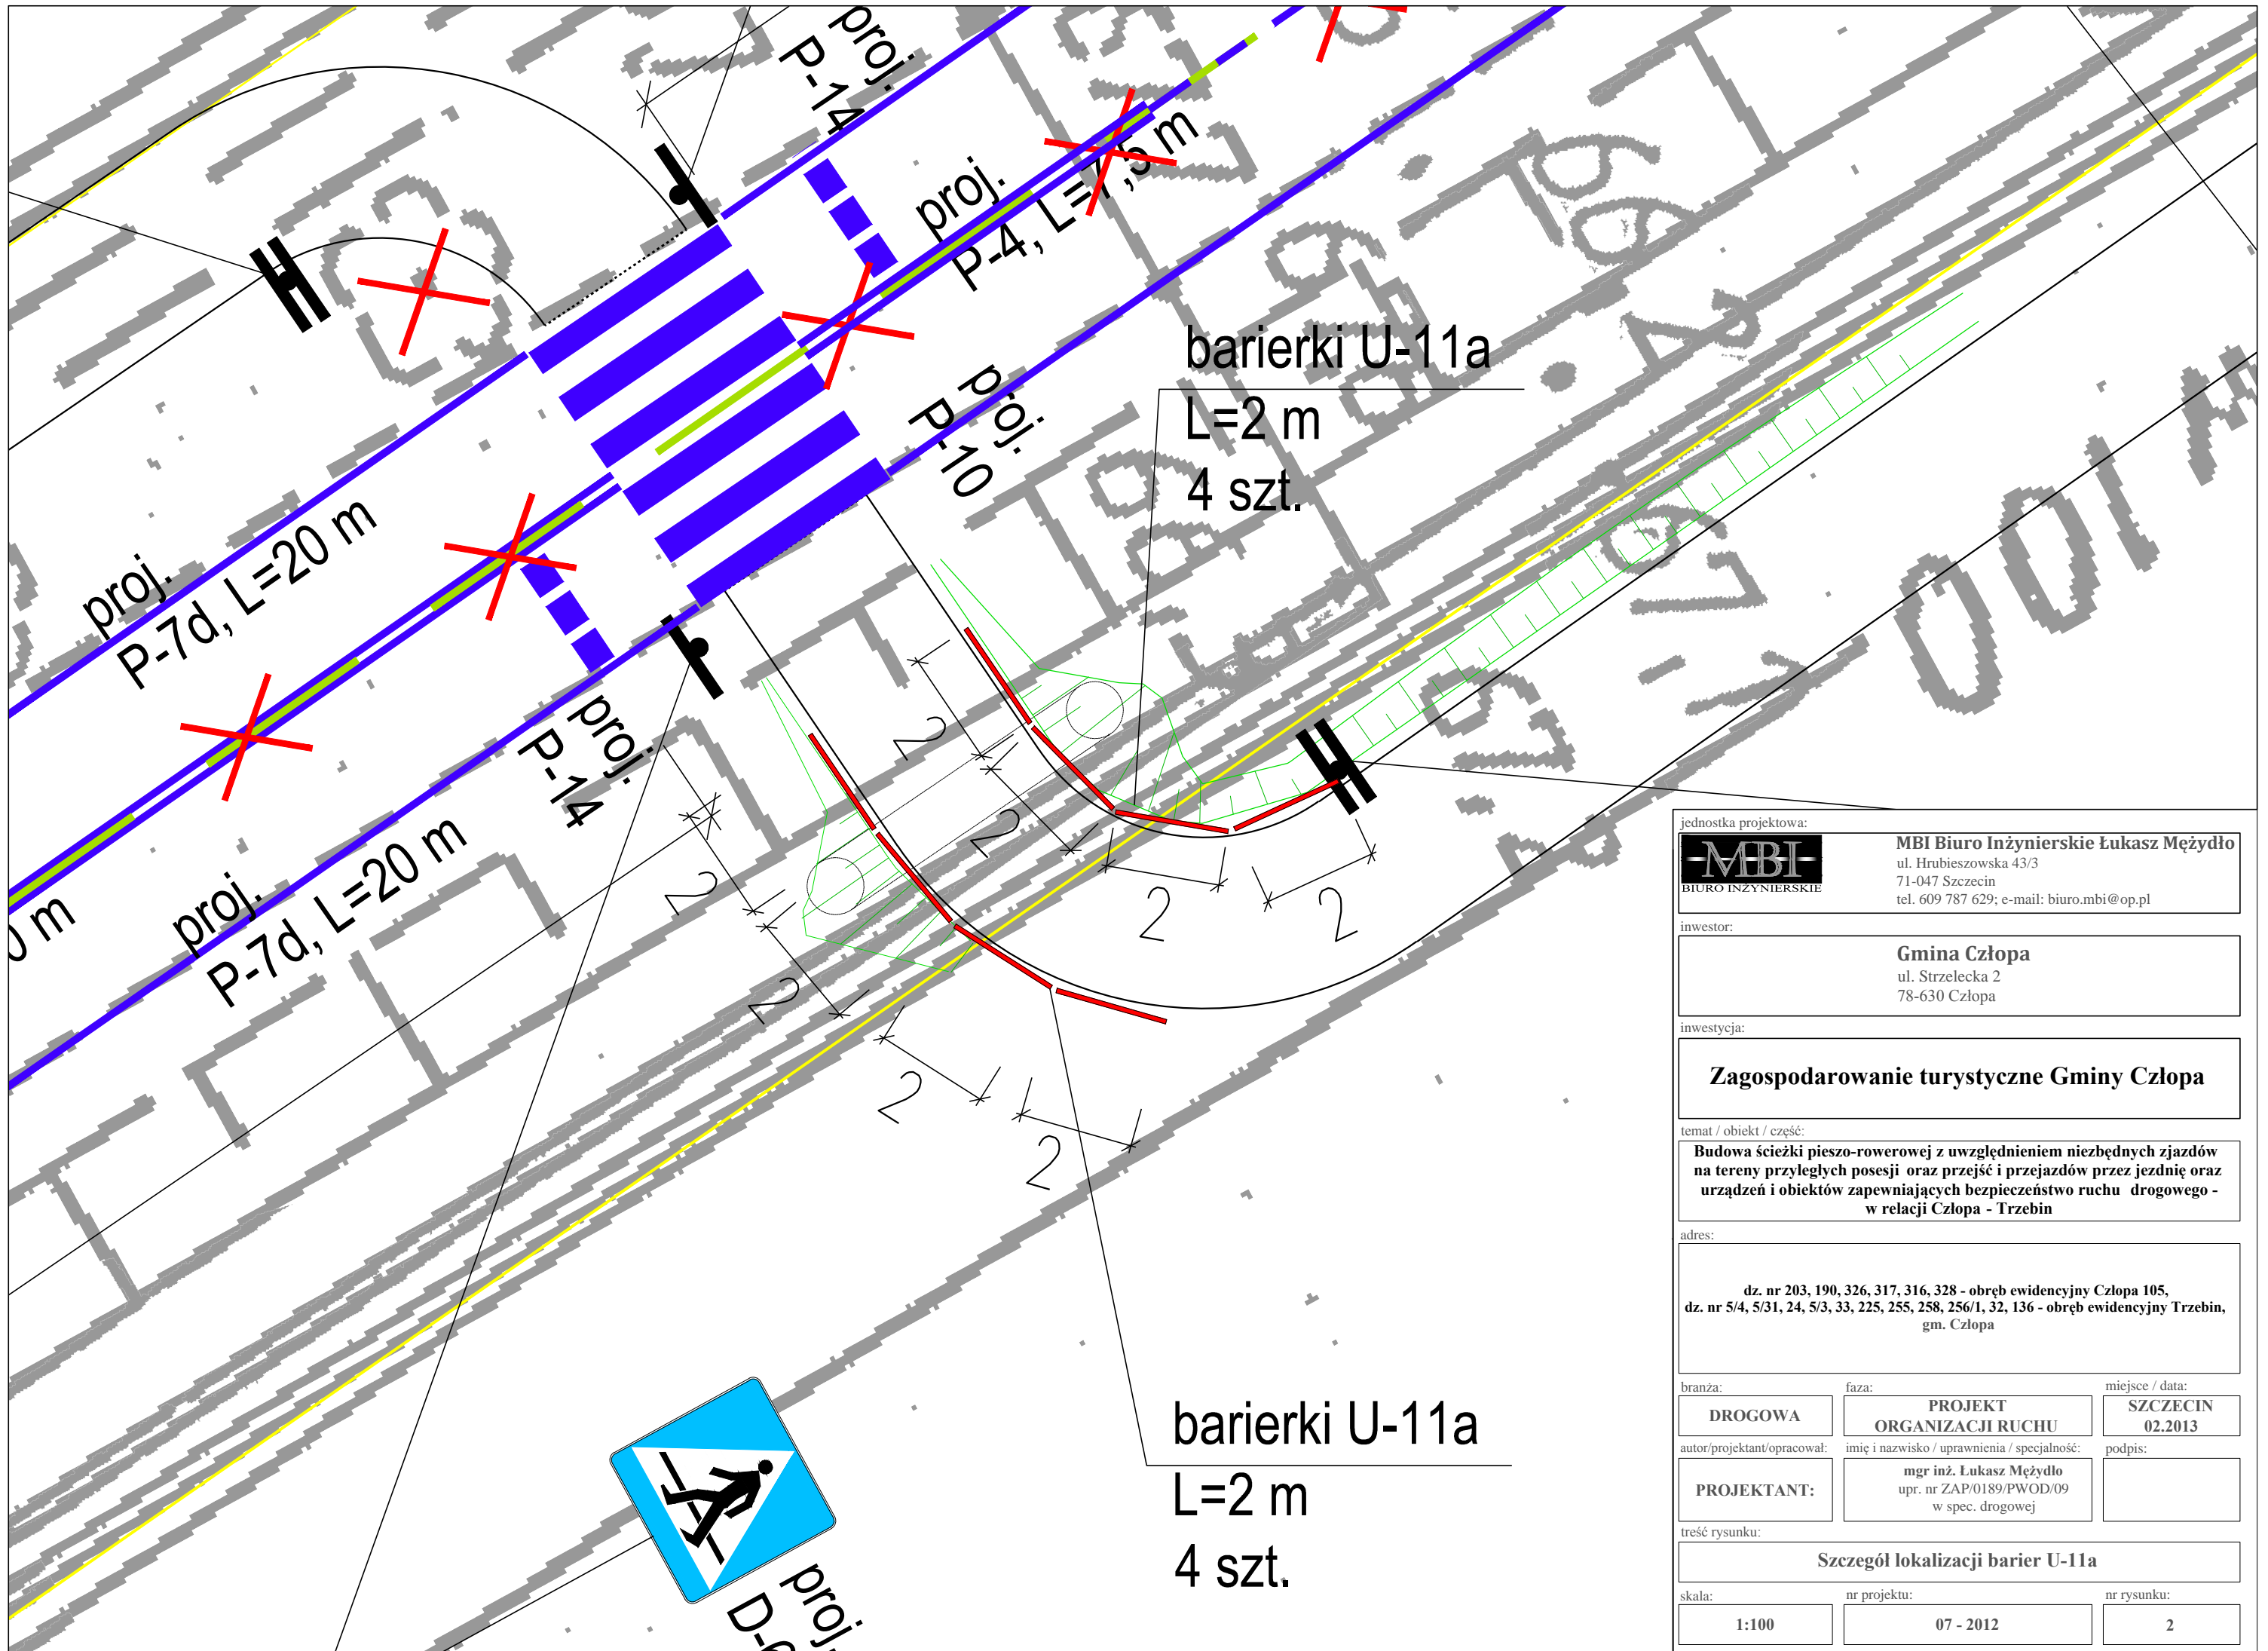 proj.
P-14
proj.
P-4, L=7,5 m
barierki U-11a
L=2 m
4 szt.
proj.
P-10
proj.
P-7d, L=20 m
proj.
P-14
proj.
P-7d, L=20 m
0 m
2
2
2
2
2
2
2
2
barierki U-11a
L=2 m
4 szt.
proj.
jednostka projektowa:
MBI
BIURO INŻYNIERSKIE
MBI Biuro Inżynierskie Łukasz Mężydło
ul. Hrubieszowska 43/3
71-047 Szczecin
tel. 609 787 629; e-mail: biuro.mbi@op.pl
inwestor:
Gmina Człopa
ul. Strzelecka 2
78-630 Człopa
inwestycja:
Zagospodarowanie turystyczne Gminy Człopa
temat / obiekt / część:
Budowa ścieżki pieszo-rowerowej z uwzględnieniem niezbędnych zjazdów
na tereny przyległych posesji oraz przejść i przejazdów przez jezdnię oraz
urządzeń i obiektów zapewniających bezpieczeństwo ruchu drogowego -
w relacji Człopa - Trzebin
adres:
dz. nr 203, 190, 326, 317, 316, 328 - obręb ewidencyjny Człopa 105,
dz. nr 5/4, 5/31, 24, 5/3, 33, 225, 255, 258, 256/1, 32, 136 - obręb ewidencyjny Trzebin,
gm. Człopa
branża:
DROGOWA
faza:
PROJEKT
ORGANIZACJI RUCHU
miejsce / data:
SZCZECIN
02.2013
autor/projektant/opracował:
PROJEKTANT:
imię i nazwisko / uprawnienia / specjalność:
mgr inż. Łukasz Mężydło
upr. nr ZAP/0189/PWOD/09
w spec. drogowej
podpis:
treść rysunku:
Szczegół lokalizacji barier U-11a
skala:
1:100
nr projektu:
07 - 2012
nr rysunku:
2